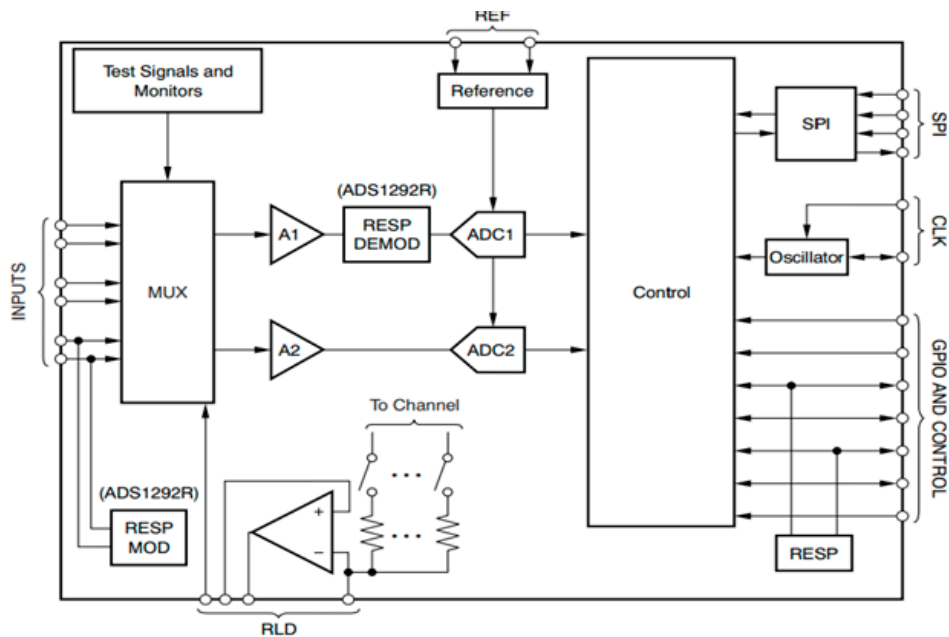 REF
Test Signals and
Monitors
Reference
SPI
SPI
(ADS1292R)
A1
RESP
DEMOD
ADC1
CLK
Oscillator
INPUTS
MUX
Control
A2
ADC2
To Channel
GPIO AND CONTROL
(ADS1292R)
RESP
MOD
+
−
RESP
RLD